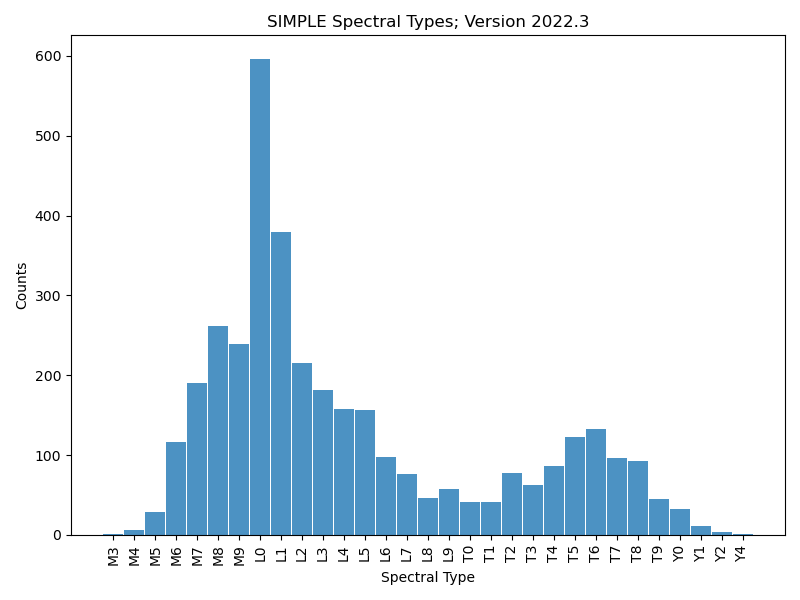 SIMPLE Spectral Types; Version 2022.3
600
500
400
300
200
100
0
Counts
M3 M4 M5 M6 M7 M8 M9 L0 L1 L2 L3 L4 L5 L6 L7 L8 L9 T0 T1 T2 T3 T4 T5 T6 T7 T8 T9 Y0 Y1 Y2 Y4
Spectral Type